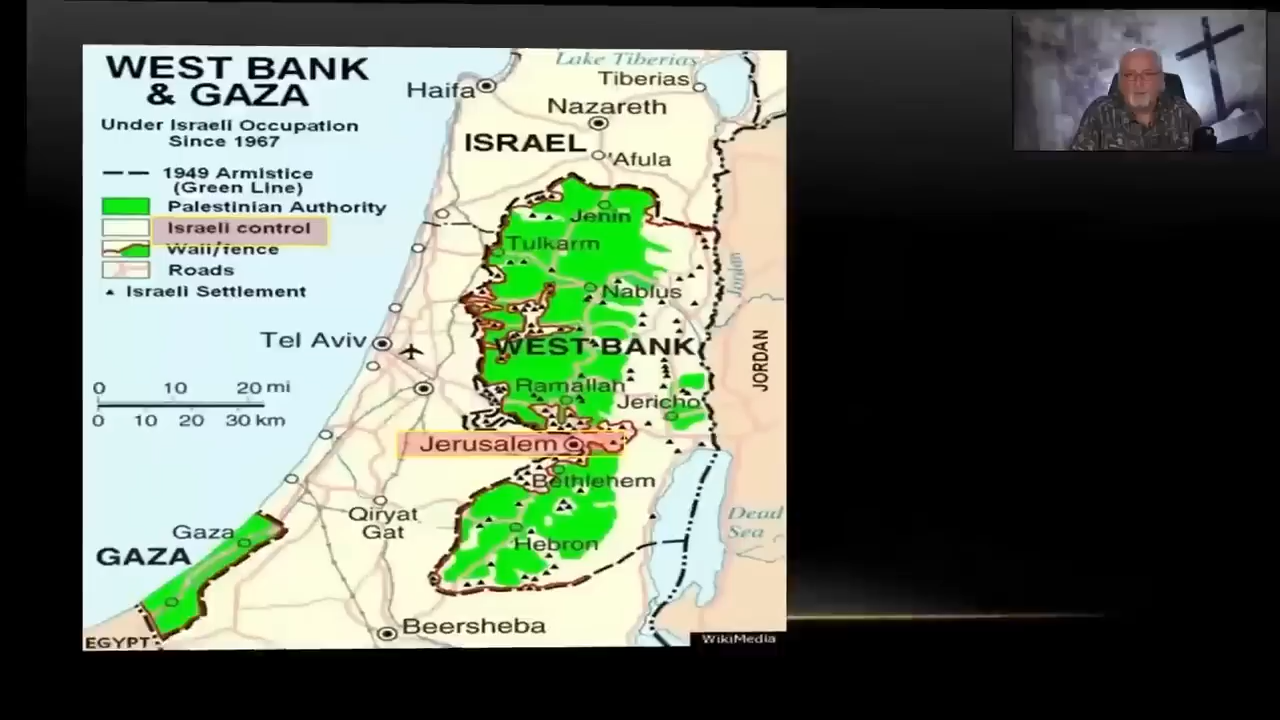 WEST BANK
& GAZA
Under Israeli Occupation
Since 1967
1949 Armistice
(Green Line)
Palestinian Authority
Israeli control
Wall/fence
Roads
Israeli Settlement
0 10 20 mi
0 10 20 30 km
Lake Tiberias
Tiberias
Haifa
Nazareth
ISRAEL
'Afula
Jenin
Tulkarm
Jordan
Nablus
Tel Aviv
WEST BANK
JORDAN
Ramallah
Jericho
Jerusalem
Bethlehem
Qiryat
Gat
Dead
Sea
Gaza
GAZA
Hebron
Beersheba
EGYPT
WikiMedia